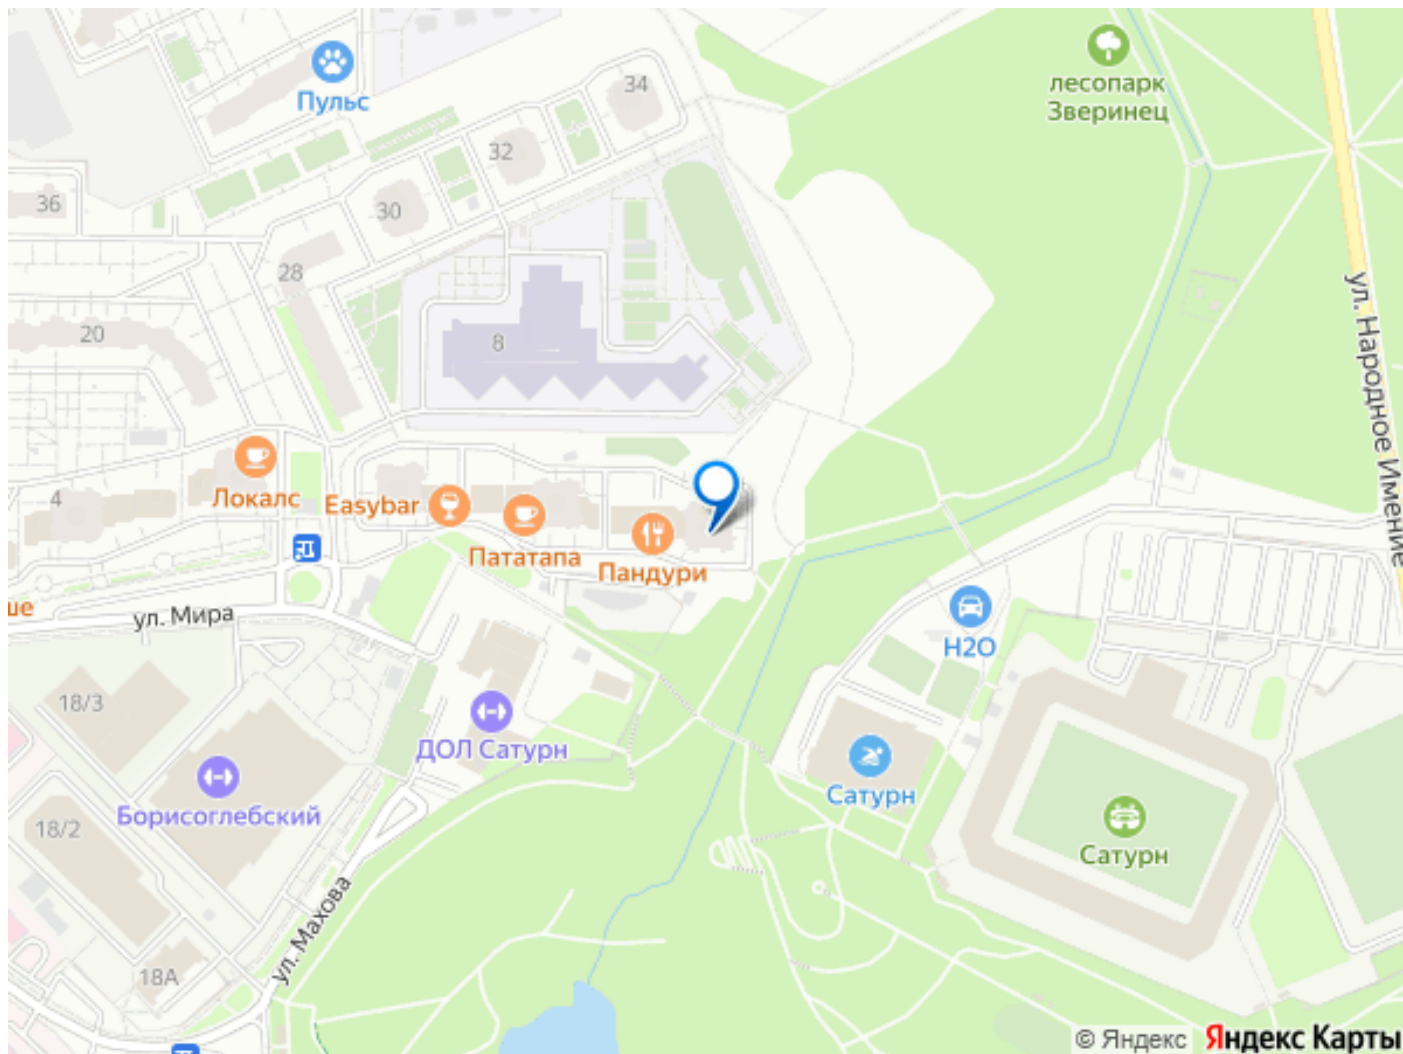 лесопарк
Зверинец
Пульс
34
32
36
30
28
ул. Народное Имение
20
8
4
Локалс
Easybar
Пататапа
Пандури
ше
ул. Мира
H2O
18/3
ДОЛ Сатурн
Сатурн
Борисоглебский
18/2
Сатурн
ул. Махова
18А
© Яндекс Яндекс Карты